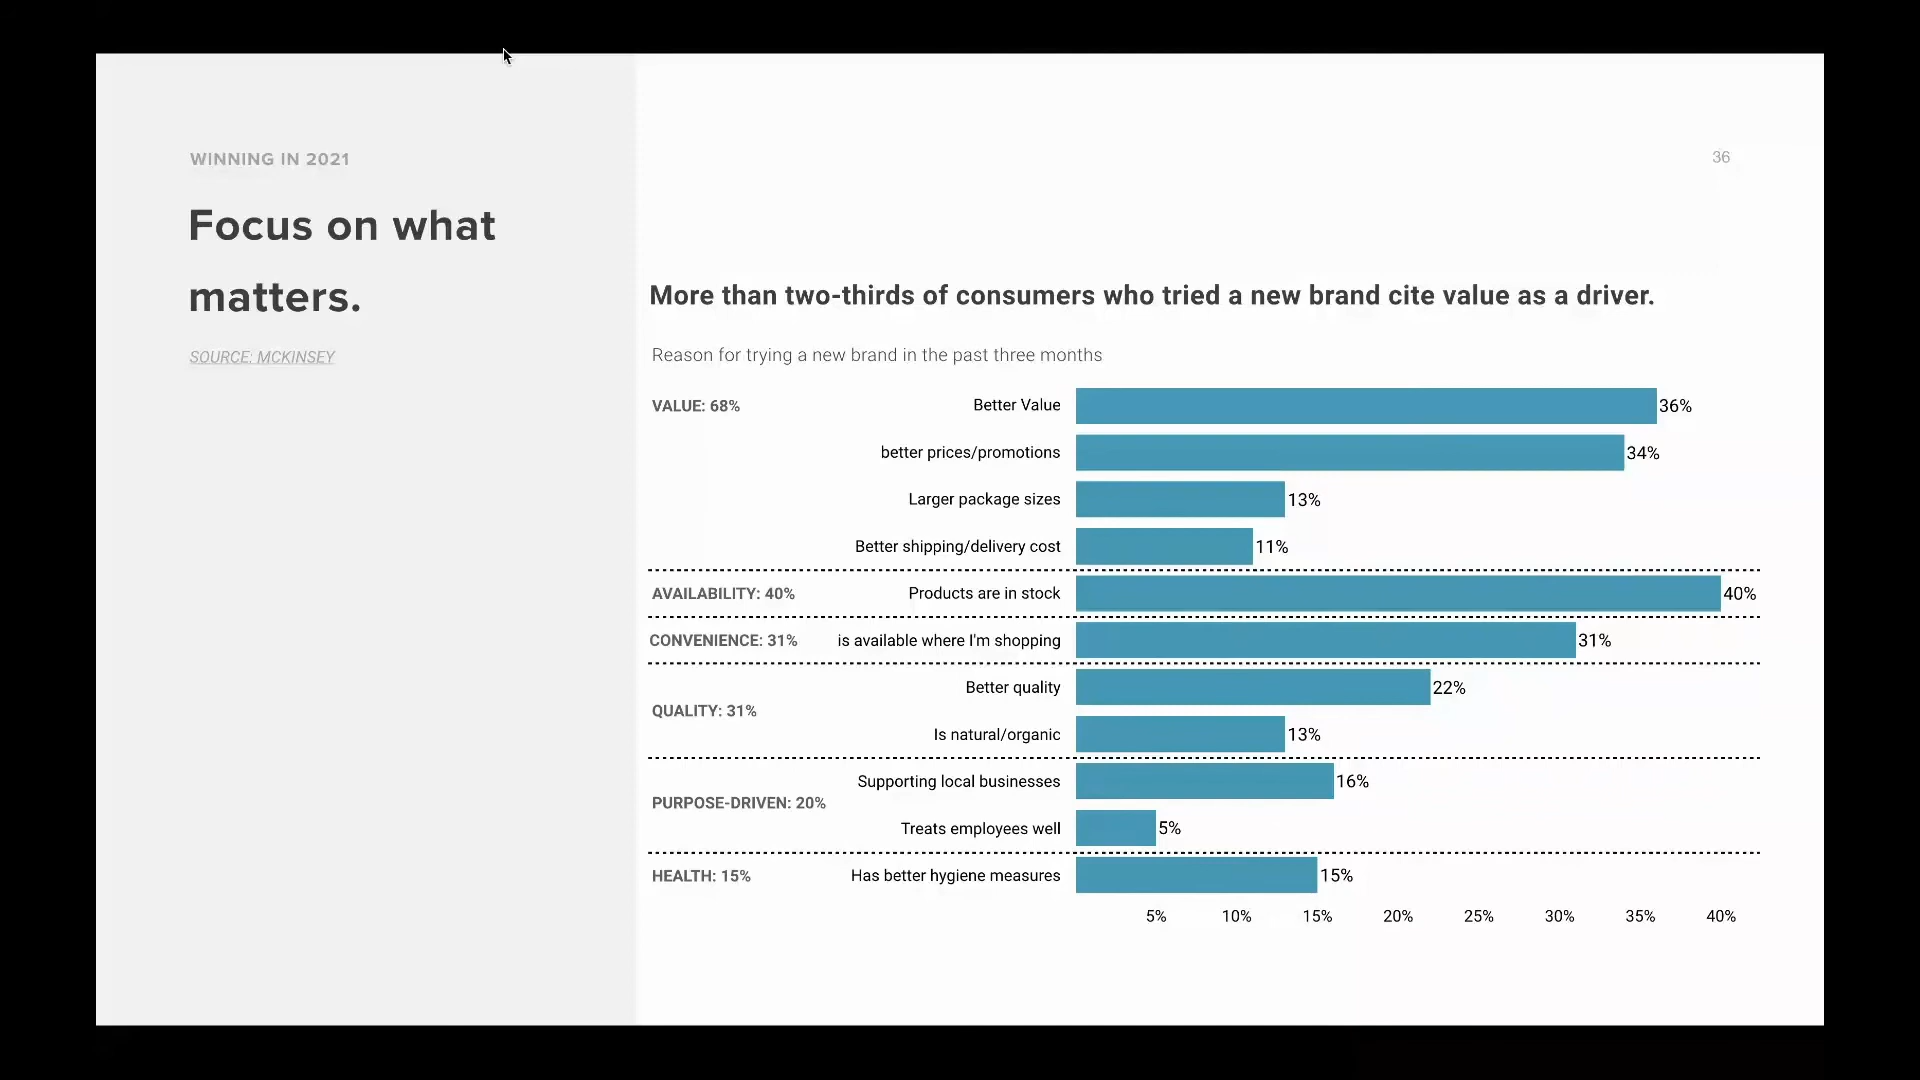 WINNING IN 2021
Focus on what
matters.
SOURCE: MCKINSEY
36
More than two-thirds of consumers who tried a new brand cite value as a driver.
Reason for trying a new brand in the past three months
VALUE: 68%
Better Value
36%
better prices/promotions
34%
Larger package sizes
13%
Better shipping/delivery cost
11%
AVAILABILITY: 40%
Products are in stock
40%
CONVENIENCE: 31%
is available where I'm shopping
31%
QUALITY: 31%
Better quality
22%
Is natural/organic
13%
PURPOSE-DRIVEN: 20%
Supporting local businesses
16%
Treats employees well
5%
HEALTH: 15%
Has better hygiene measures
15%
5% 10% 15% 20% 25% 30% 35% 40%